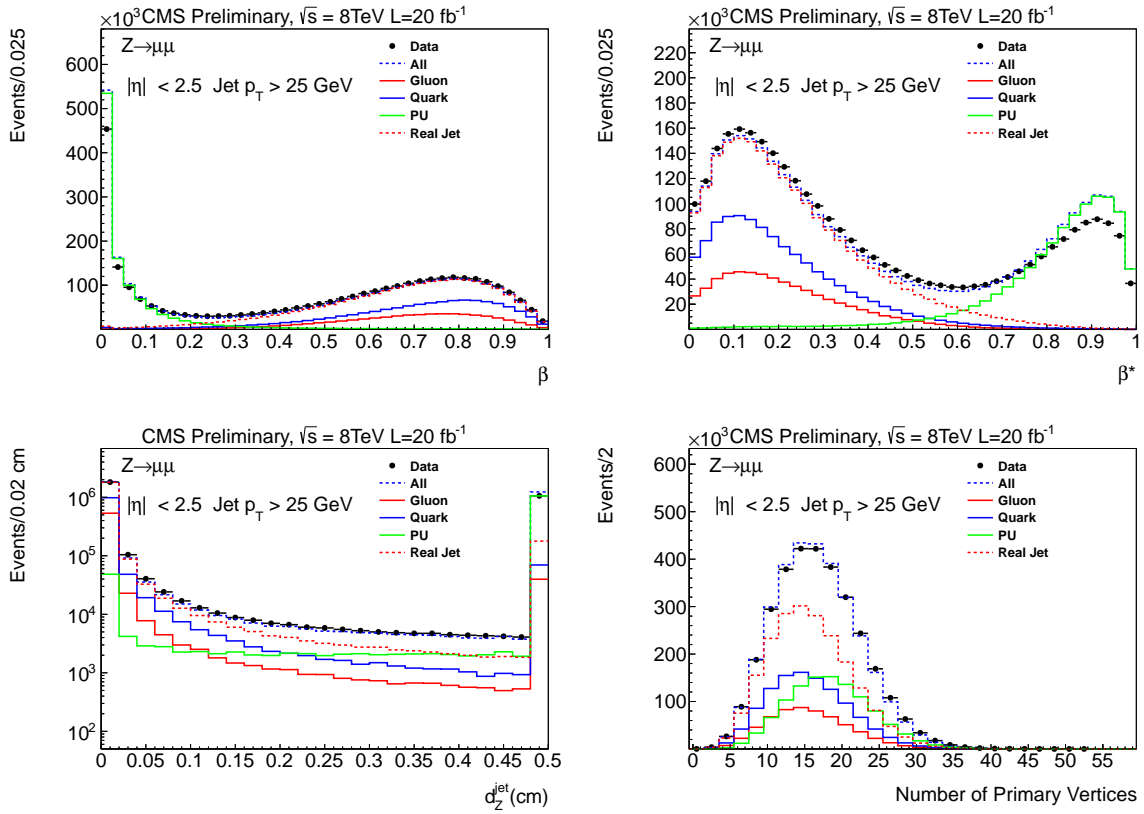 ×10³ CMS Preliminary, √s = 8TeV L=20 fb⁻¹
Events/0.025
Z→μμ
|η| < 2.5 Jet p_T > 25 GeV
Data
All
Gluon
Quark
PU
Real Jet
600
500
400
300
200
100
0 0.1 0.2 0.3 0.4 0.5 0.6 0.7 0.8 0.9 1
β
×10³ CMS Preliminary, √s = 8TeV L=20 fb⁻¹
Events/0.025
Z→μμ
|η| < 2.5 Jet p_T > 25 GeV
Data
All
Gluon
Quark
PU
Real Jet
220
200
180
160
140
120
100
80
60
40
20
0
0 0.1 0.2 0.3 0.4 0.5 0.6 0.7 0.8 0.9 1
β*
CMS Preliminary, √s = 8TeV L=20 fb⁻¹
Events/0.02 cm
Z→μμ
|η| < 2.5 Jet p_T > 25 GeV
Data
All
Gluon
Quark
PU
Real Jet
10⁶
10⁵
10⁴
10³
10²
0 0.05 0.1 0.15 0.2 0.25 0.3 0.35 0.4 0.45 0.5
d_Z^jet(cm)
×10³ CMS Preliminary, √s = 8TeV L=20 fb⁻¹
Events/2
Z→μμ
|η| < 2.5 Jet p_T > 25 GeV
Data
All
Gluon
Quark
PU
Real Jet
600
500
400
300
200
100
0
0 5 10 15 20 25 30 35 40 45 50 55
Number of Primary Vertices